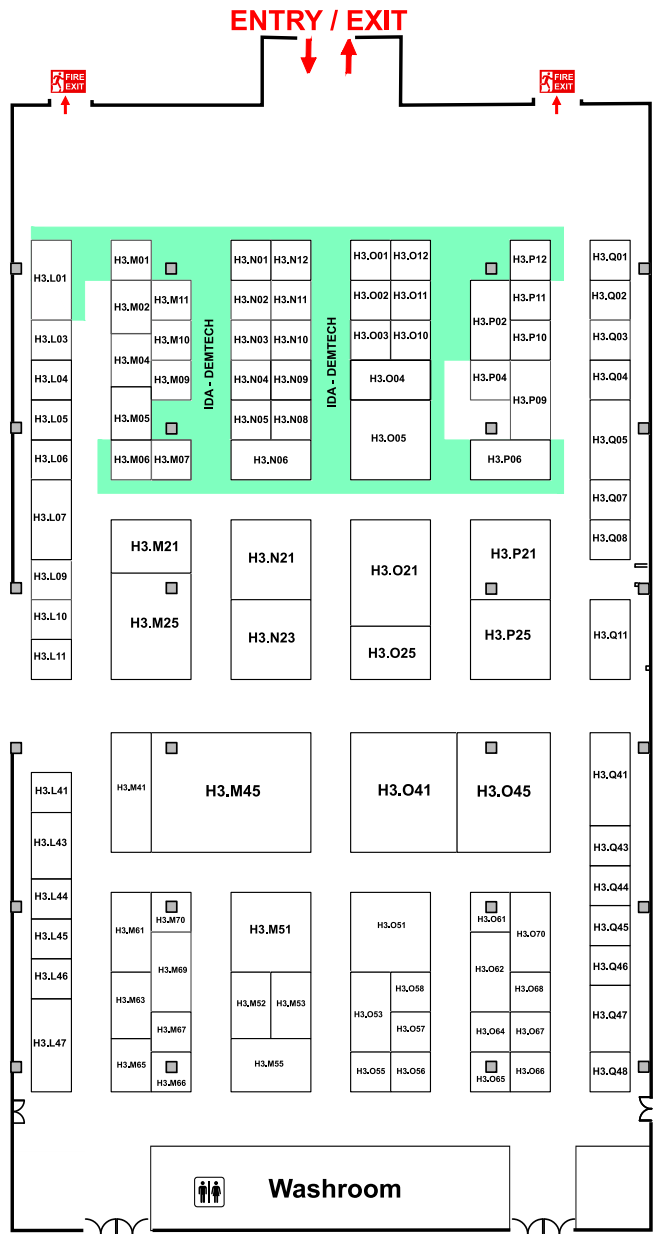 ENTRY / EXIT
FIRE
EXIT
FIRE
EXIT
H3.L01
H3.M01
H3.N01
H3.N12
H3.O01
H3.O12
H3.P12
H3.Q01
H3.M02
H3.M11
H3.N02
H3.N11
H3.O02
H3.O11
H3.P02
H3.P11
H3.Q02
H3.L03
H3.M10
H3.N03
H3.N10
H3.O03
H3.O10
H3.P10
H3.Q03
IDA - DEMTECH
IDA - DEMTECH
H3.L04
H3.M04
H3.M09
H3.N04
H3.N09
H3.O04
H3.P04
H3.P09
H3.Q04
H3.L05
H3.M05
H3.N05
H3.N08
H3.O05
H3.Q05
H3.L06
H3.M06
H3.M07
H3.N06
H3.P06
H3.L07
H3.Q07
H3.M21
H3.N21
H3.O21
H3.P21
H3.Q08
H3.L09
H3.L10
H3.M25
H3.N23
H3.O25
H3.P25
H3.Q11
H3.L11
H3.L41
H3.M41
H3.M45
H3.O41
H3.O45
H3.Q41
H3.L43
H3.Q43
H3.L44
H3.Q44
H3.M61
H3.M70
H3.M51
H3.O51
H3.O61
H3.O70
H3.L45
H3.Q45
H3.L46
H3.M69
H3.O62
H3.Q46
H3.M63
H3.M52
H3.M53
H3.O53
H3.O58
H3.O68
H3.L47
H3.M67
H3.O57
H3.O64
H3.O67
H3.Q47
H3.M65
H3.M66
H3.M55
H3.O55
H3.O56
H3.O65
H3.O66
H3.Q48
Washroom